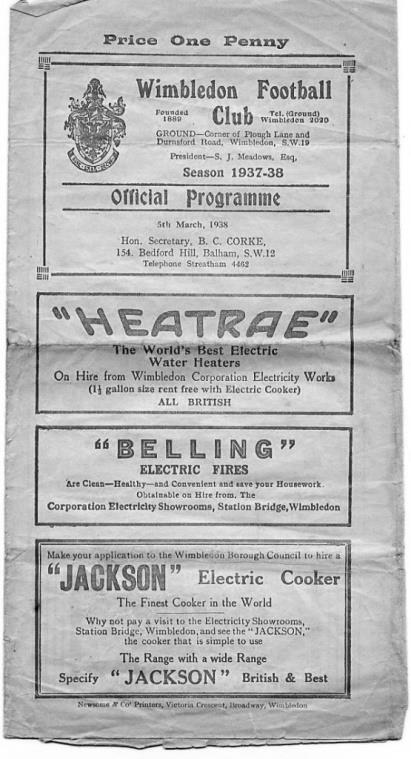 Price One Penny
Wimbledon Football
Founded 1889
Club
Tel. (Ground) Wimbledon 2020
GROUND—Corner of Plough Lane and
Durnsford Road, Wimbledon, S.W.19
President—S. J. Meadows, Esq.
Season 1937-38
Official Programme
5th March, 1938
Hon. Secretary, B. C. CORKE,
154, Bedford Hill, Balham, S.W.12
Telephone Streatham 4462
"HEATRAE"
The World's Best Electric
Water Heaters
On Hire from Wimbledon Corporation Electricity Works
(1½ gallon size rent free with Electric Cooker)
ALL BRITISH
"BELLING"
ELECTRIC FIRES
Are Clean—Healthy—and Convenient and save your Housework.
Obtainable on Hire from, The
Corporation Electricity Showrooms, Station Bridge, Wimbledon
Make your application to the Wimbledon Borough Council to hire a
"JACKSON" Electric Cooker
The Finest Cooker in the World
Why not pay a visit to the Electricity Showrooms,
Station Bridge, Wimbledon, and see the "JACKSON,"
the cooker that is simple to use
The Range with a wide Range
Specify "JACKSON" British & Best
Newsome & Co' Printers, Victoria Crescent, Broadway, Wimbledon